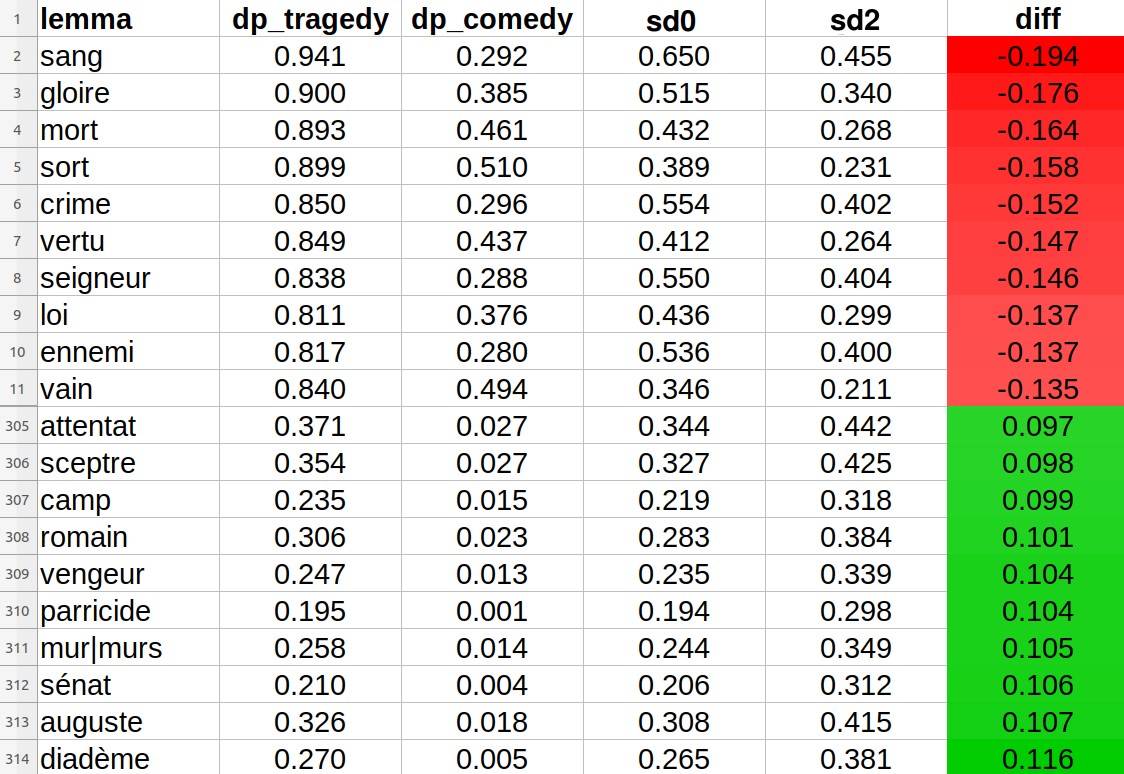 1 lemma dp_tragedy dp_comedy sd0 sd2 diff
2 sang 0.941 0.292 0.650 0.455 -0.194
3 gloire 0.900 0.385 0.515 0.340 -0.176
4 mort 0.893 0.461 0.432 0.268 -0.164
5 sort 0.899 0.510 0.389 0.231 -0.158
6 crime 0.850 0.296 0.554 0.402 -0.152
7 vertu 0.849 0.437 0.412 0.264 -0.147
8 seigneur 0.838 0.288 0.550 0.404 -0.146
9 loi 0.811 0.376 0.436 0.299 -0.137
10 ennemi 0.817 0.280 0.536 0.400 -0.137
11 vain 0.840 0.494 0.346 0.211 -0.135
305 attentat 0.371 0.027 0.344 0.442 0.097
306 sceptre 0.354 0.027 0.327 0.425 0.098
307 camp 0.235 0.015 0.219 0.318 0.099
308 romain 0.306 0.023 0.283 0.384 0.101
309 vengeur 0.247 0.013 0.235 0.339 0.104
310 parricide 0.195 0.001 0.194 0.298 0.104
311 mur|murs 0.258 0.014 0.244 0.349 0.105
312 sénat 0.210 0.004 0.206 0.312 0.106
313 auguste 0.326 0.018 0.308 0.415 0.107
314 diadème 0.270 0.005 0.265 0.381 0.116